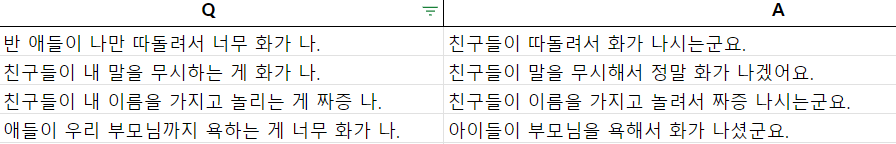 Q A
반 애들이 나만 따돌려서 너무 화가 나. 친구들이 따돌려서 화가 나시는군요.
친구들이 내 말을 무시하는 게 화가 나. 친구들이 말을 무시해서 정말 화가 나겠어요.
친구들이 내 이름을 가지고 놀리는 게 짜증 나. 친구들이 이름을 가지고 놀려서 짜증 나시는군요.
애들이 우리 부모님까지 욕하는 게 너무 화가 나. 아이들이 부모님을 욕해서 화가 나셨군요.